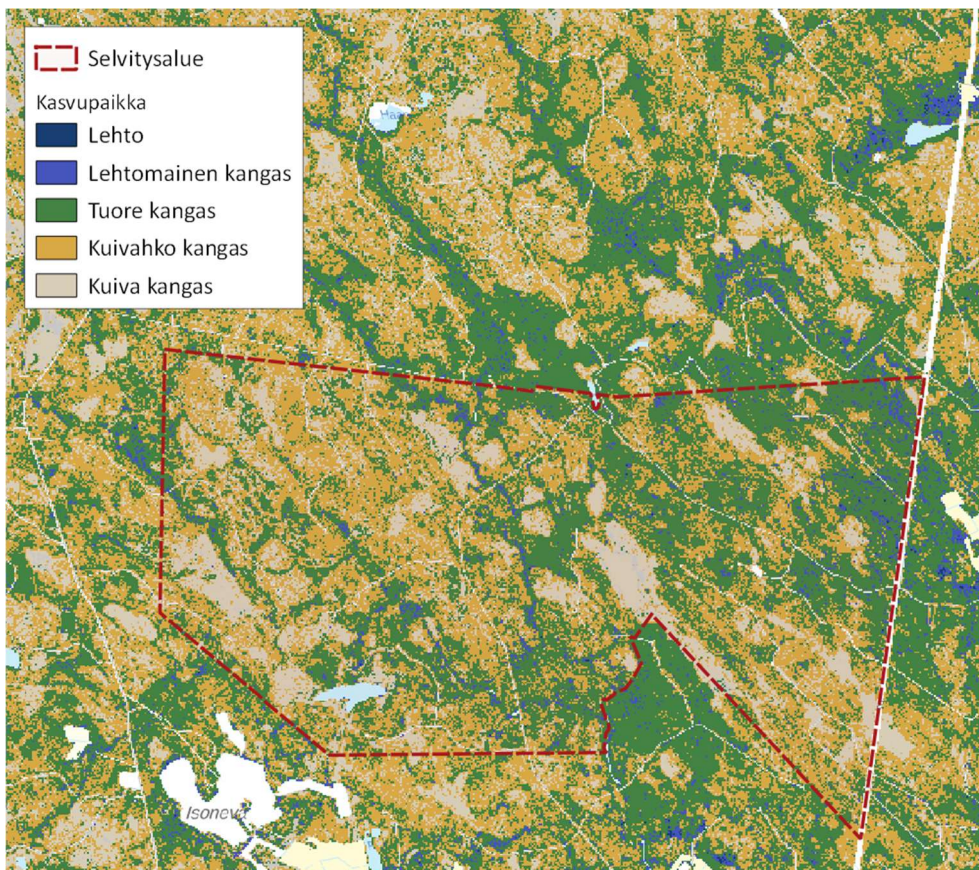 Selvitysalue
Kasvupaikka
Lehto
Lehtomainen kangas
Tuore kangas
Kuivahko kangas
Kuiva kangas
Isoneva